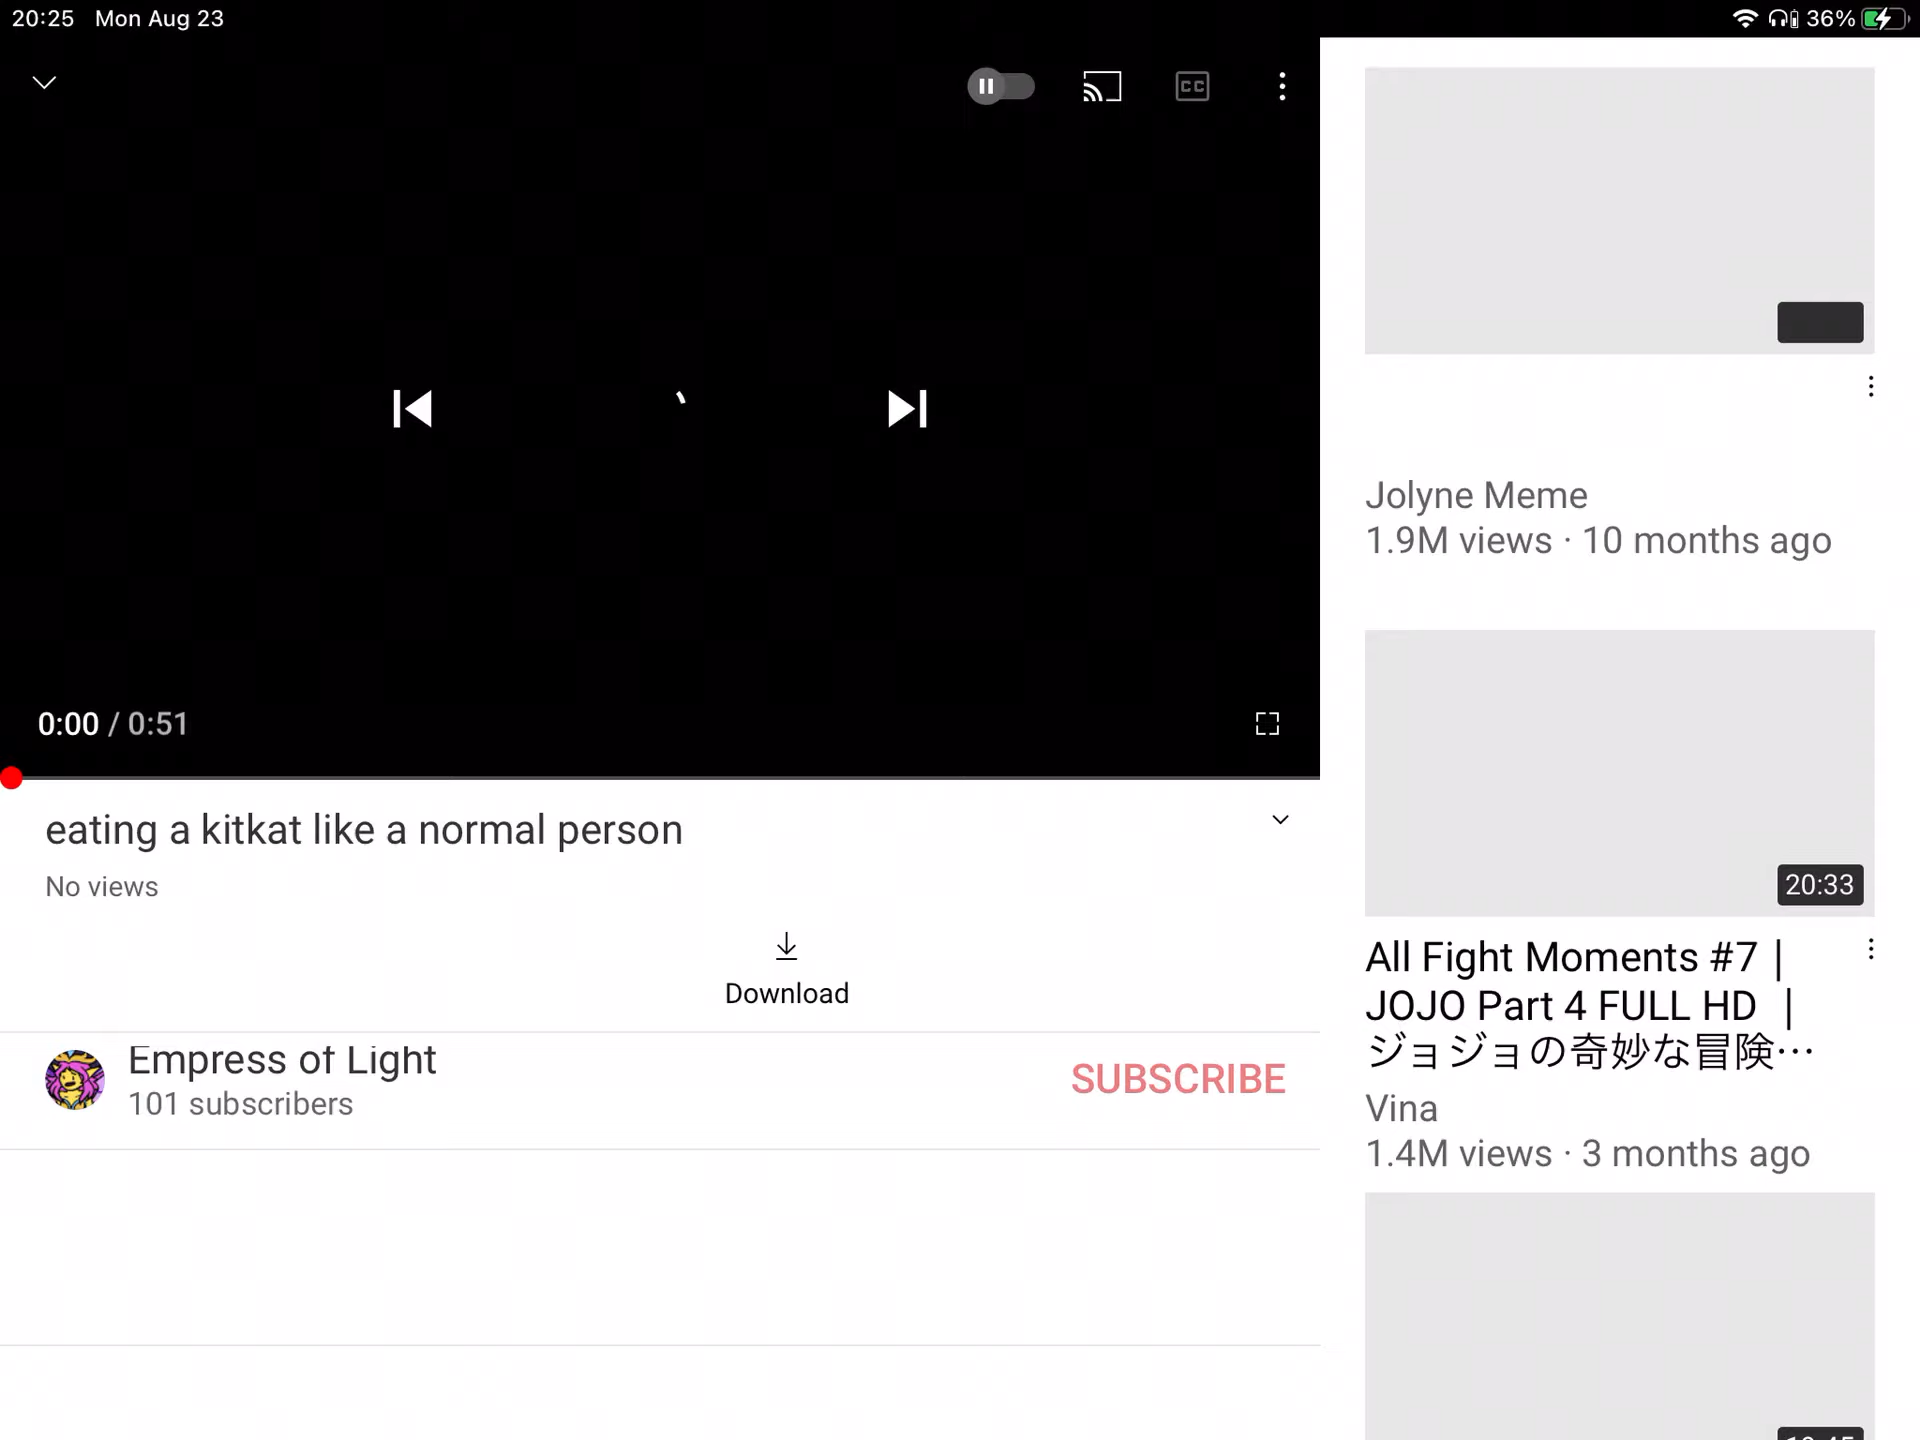 20:25 Mon Aug 23
36%
CC
0:00 / 0:51
eating a kitkat like a normal person
No views
Download
Empress of Light
101 subscribers
SUBSCRIBE
Jolyne Meme
1.9M views · 10 months ago
20:33
All Fight Moments #7 |
JOJO Part 4 FULL HD |
ジョジョの奇妙な冒険…
Vina
1.4M views · 3 months ago